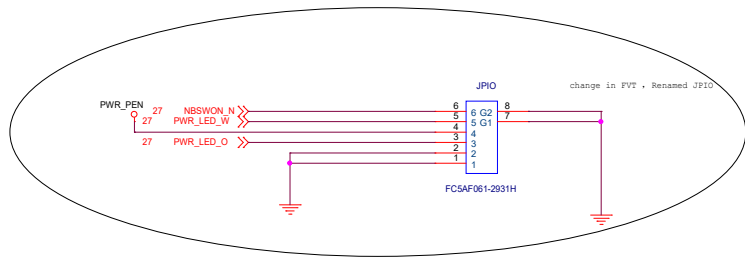 JPIO
change in FVT , Renamed JPIO
PWR_PEN
27 NBSWON_N 6 6 G2 8
27 PWR_LED_W 5 5 G1 7
4 4
27 PWR_LED_O 3 3
2 2
1 1
FC5AF061-2931H